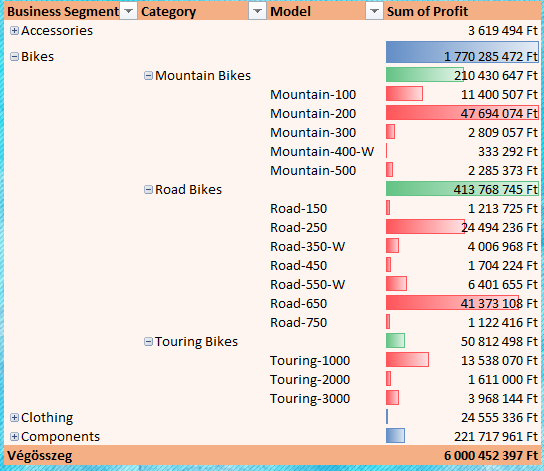 Business Segment Category Model Sum of Profit
Accessories 3 619 494 Ft
Bikes 1 770 285 472 Ft
Mountain Bikes 210 430 647 Ft
Mountain-100 11 400 507 Ft
Mountain-200 47 694 074 Ft
Mountain-300 2 809 057 Ft
Mountain-400-W 333 292 Ft
Mountain-500 2 285 373 Ft
Road Bikes 413 768 745 Ft
Road-150 1 213 725 Ft
Road-250 24 494 236 Ft
Road-350-W 4 006 968 Ft
Road-450 1 704 224 Ft
Road-550-W 6 401 655 Ft
Road-650 41 373 108 Ft
Road-750 1 122 416 Ft
Touring Bikes 50 812 498 Ft
Touring-1000 13 538 070 Ft
Touring-2000 1 611 000 Ft
Touring-3000 3 968 144 Ft
Clothing 24 555 336 Ft
Components 221 717 961 Ft
Végösszeg 6 000 452 397 Ft